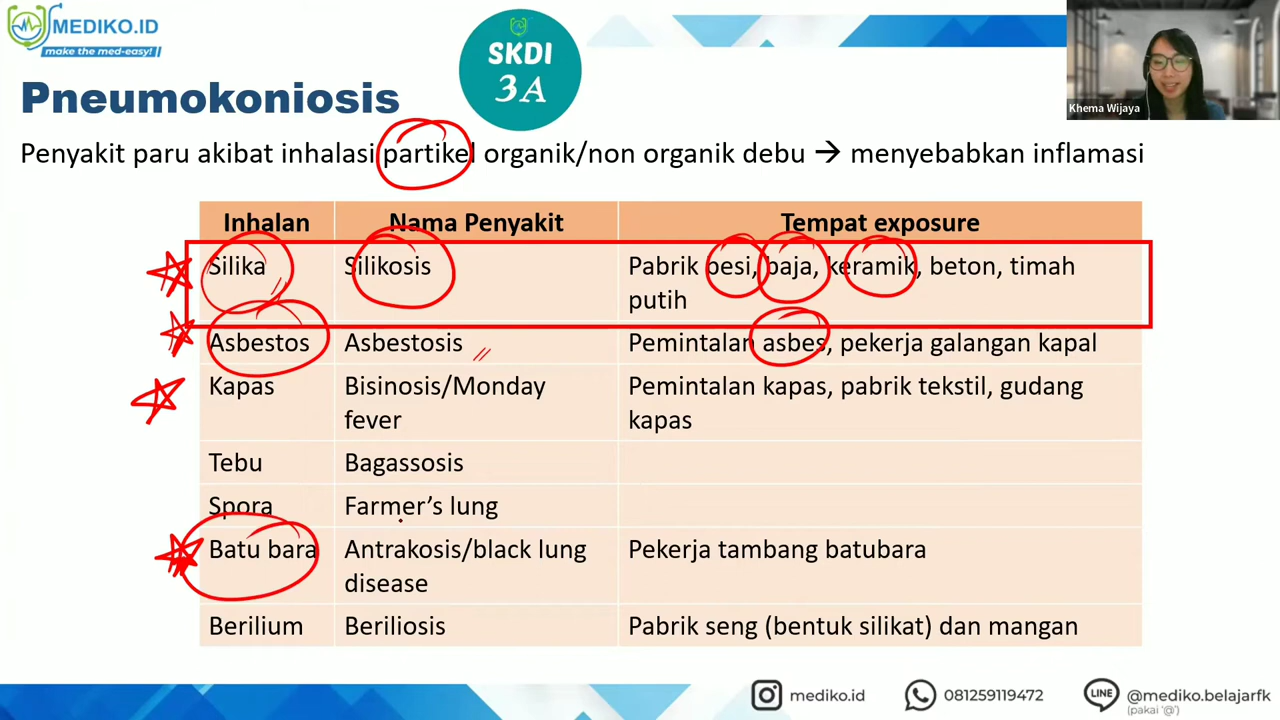 MEDIKO.ID
make the med-easy!
SKDI
3A
Khema Wijaya
Pneumokoniosis
Penyakit paru akibat inhalasi partikel organik/non organik debu → menyebabkan inflamasi
Inhalan Nama Penyakit Tempat exposure
Silika Silikosis Pabrik besi, baja, keramik, beton, timah
putih
Asbestos Asbestosis Pemintalan asbes, pekerja galangan kapal
Kapas Bisinosis/Monday Pemintalan kapas, pabrik tekstil, gudang
fever kapas
Tebu Bagassosis
Spora Farmer’s lung
Batu bara Antrakosis/black lung Pekerja tambang batubara
disease
Berilium Beriliosis Pabrik seng (bentuk silikat) dan mangan
mediko.id 081259119472 LINE @mediko.belajarfk
(pakai '@')